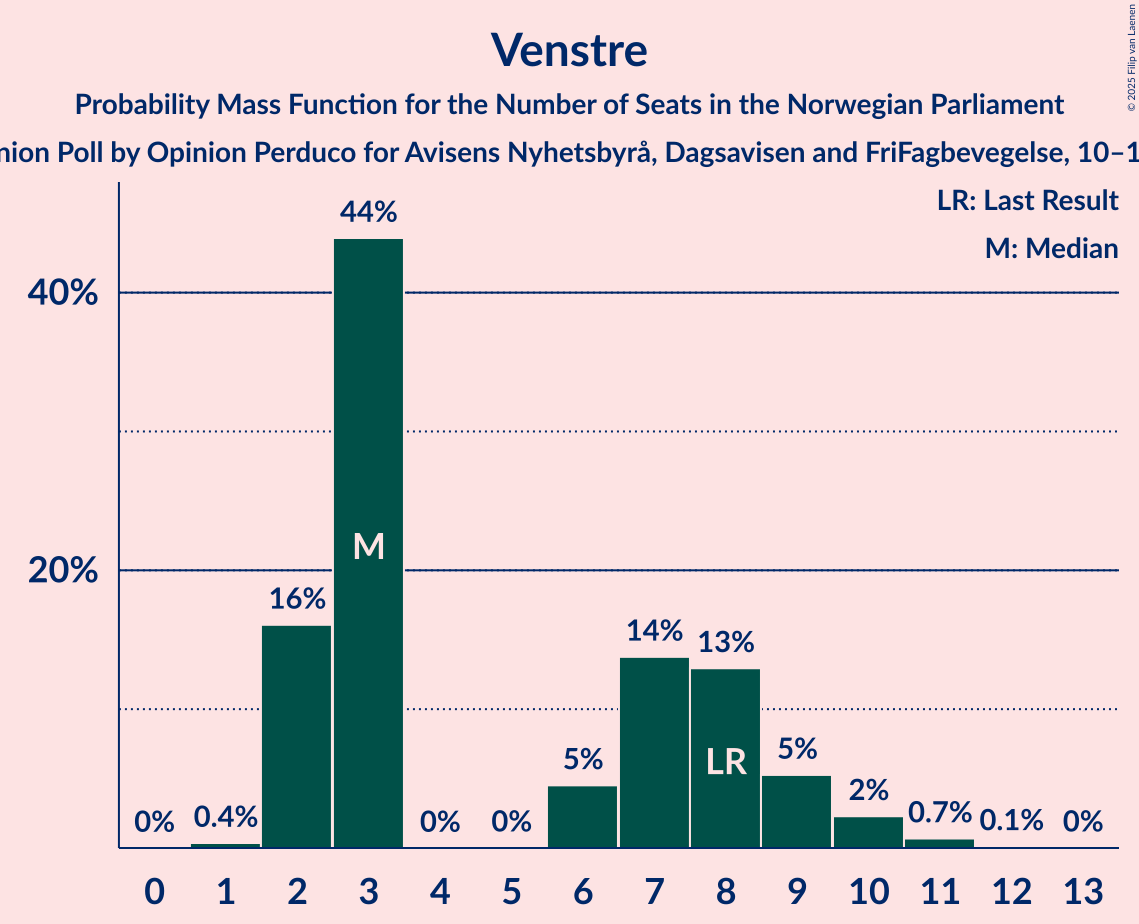 © 2025 Filip van Laenen
Venstre
Probability Mass Function for the Number of Seats in the Norwegian Parliament
Poll by Opinion Perduco for Avisens Nyhetsbyrå, Dagsavisen and FriFagbevegelse,
LR: Last Result
M: Median
44%
40%
M
20%
16%
14%
13%
5%
LR
5%
2%
0%
0.4%
0%
0%
0.7%
0.1%
0%
0 1 2 3 4 5 6 7 8 9 10 11 12 13